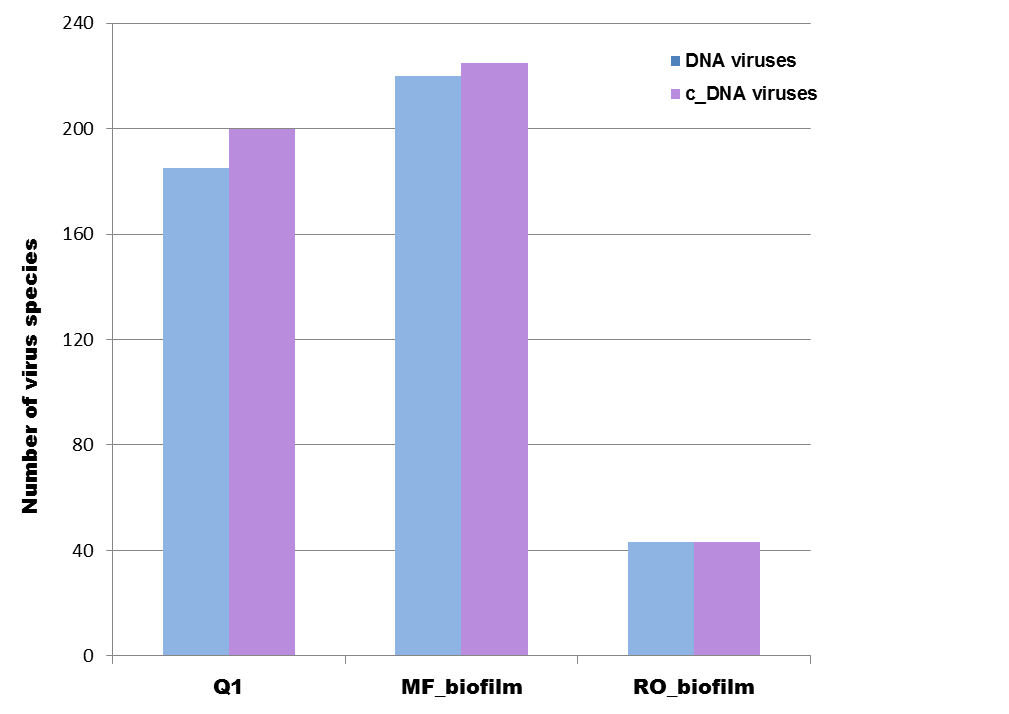 240
200
160
120
80
40
0
Number of virus species
DNA viruses
c_DNA viruses
Q1
MF_biofilm
RO_biofilm